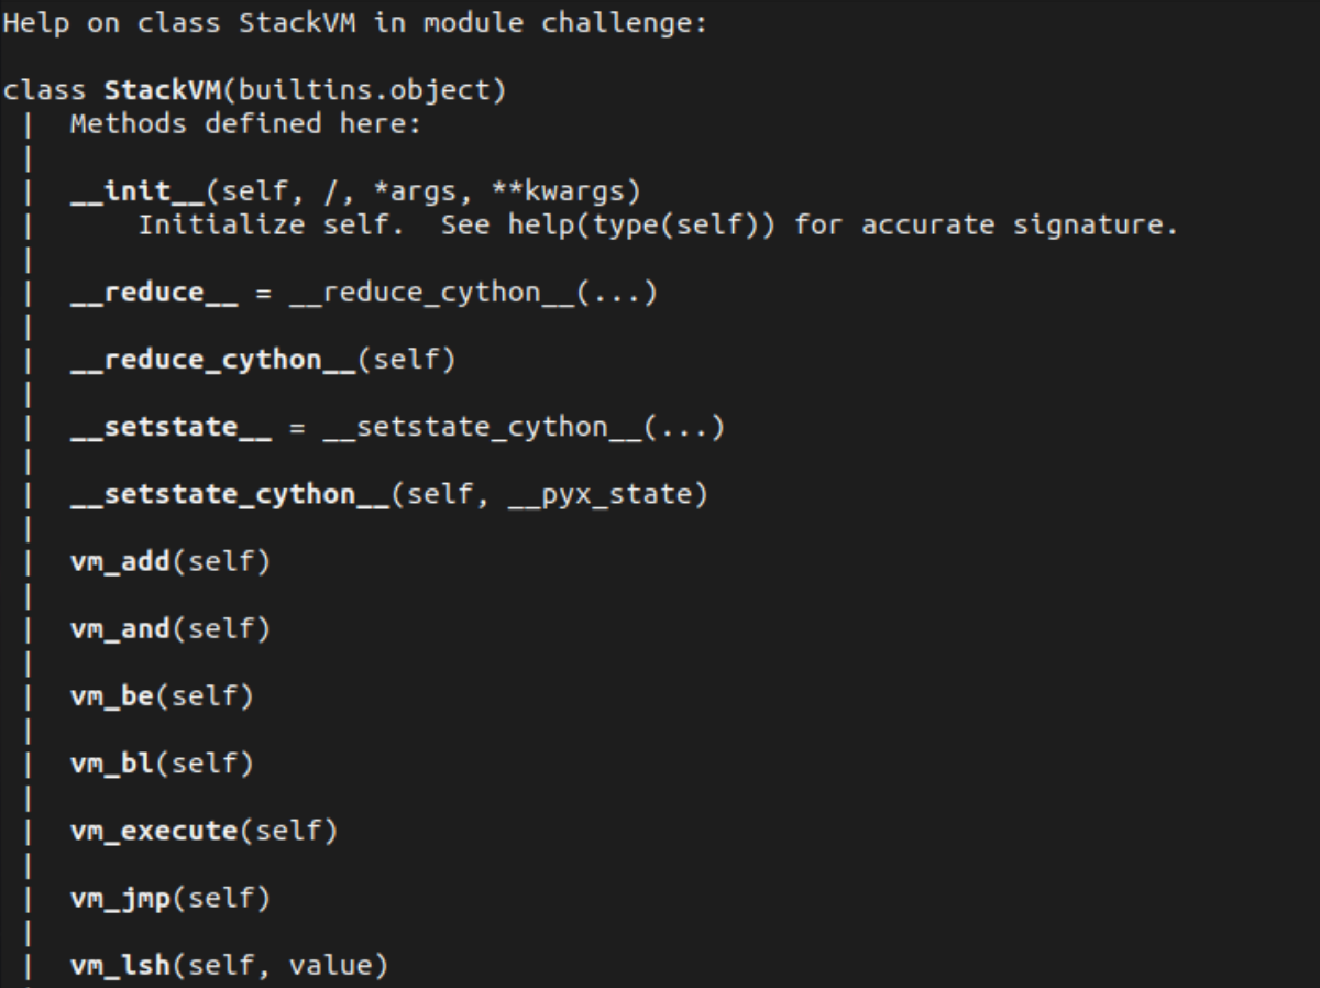 Help on class StackVM in module challenge:

class StackVM(builtins.object)
 |  Methods defined here:
 |
 |  __init__(self, /, *args, **kwargs)
 |      Initialize self.  See help(type(self)) for accurate signature.
 |
 |  __reduce__ = __reduce_cython__(...)
 |
 |  __reduce_cython__(self)
 |
 |  __setstate__ = __setstate_cython__(...)
 |
 |  __setstate_cython__(self, __pyx_state)
 |
 |  vm_add(self)
 |
 |  vm_and(self)
 |
 |  vm_be(self)
 |
 |  vm_bl(self)
 |
 |  vm_execute(self)
 |
 |  vm_jmp(self)
 |
 |  vm_lsh(self, value)